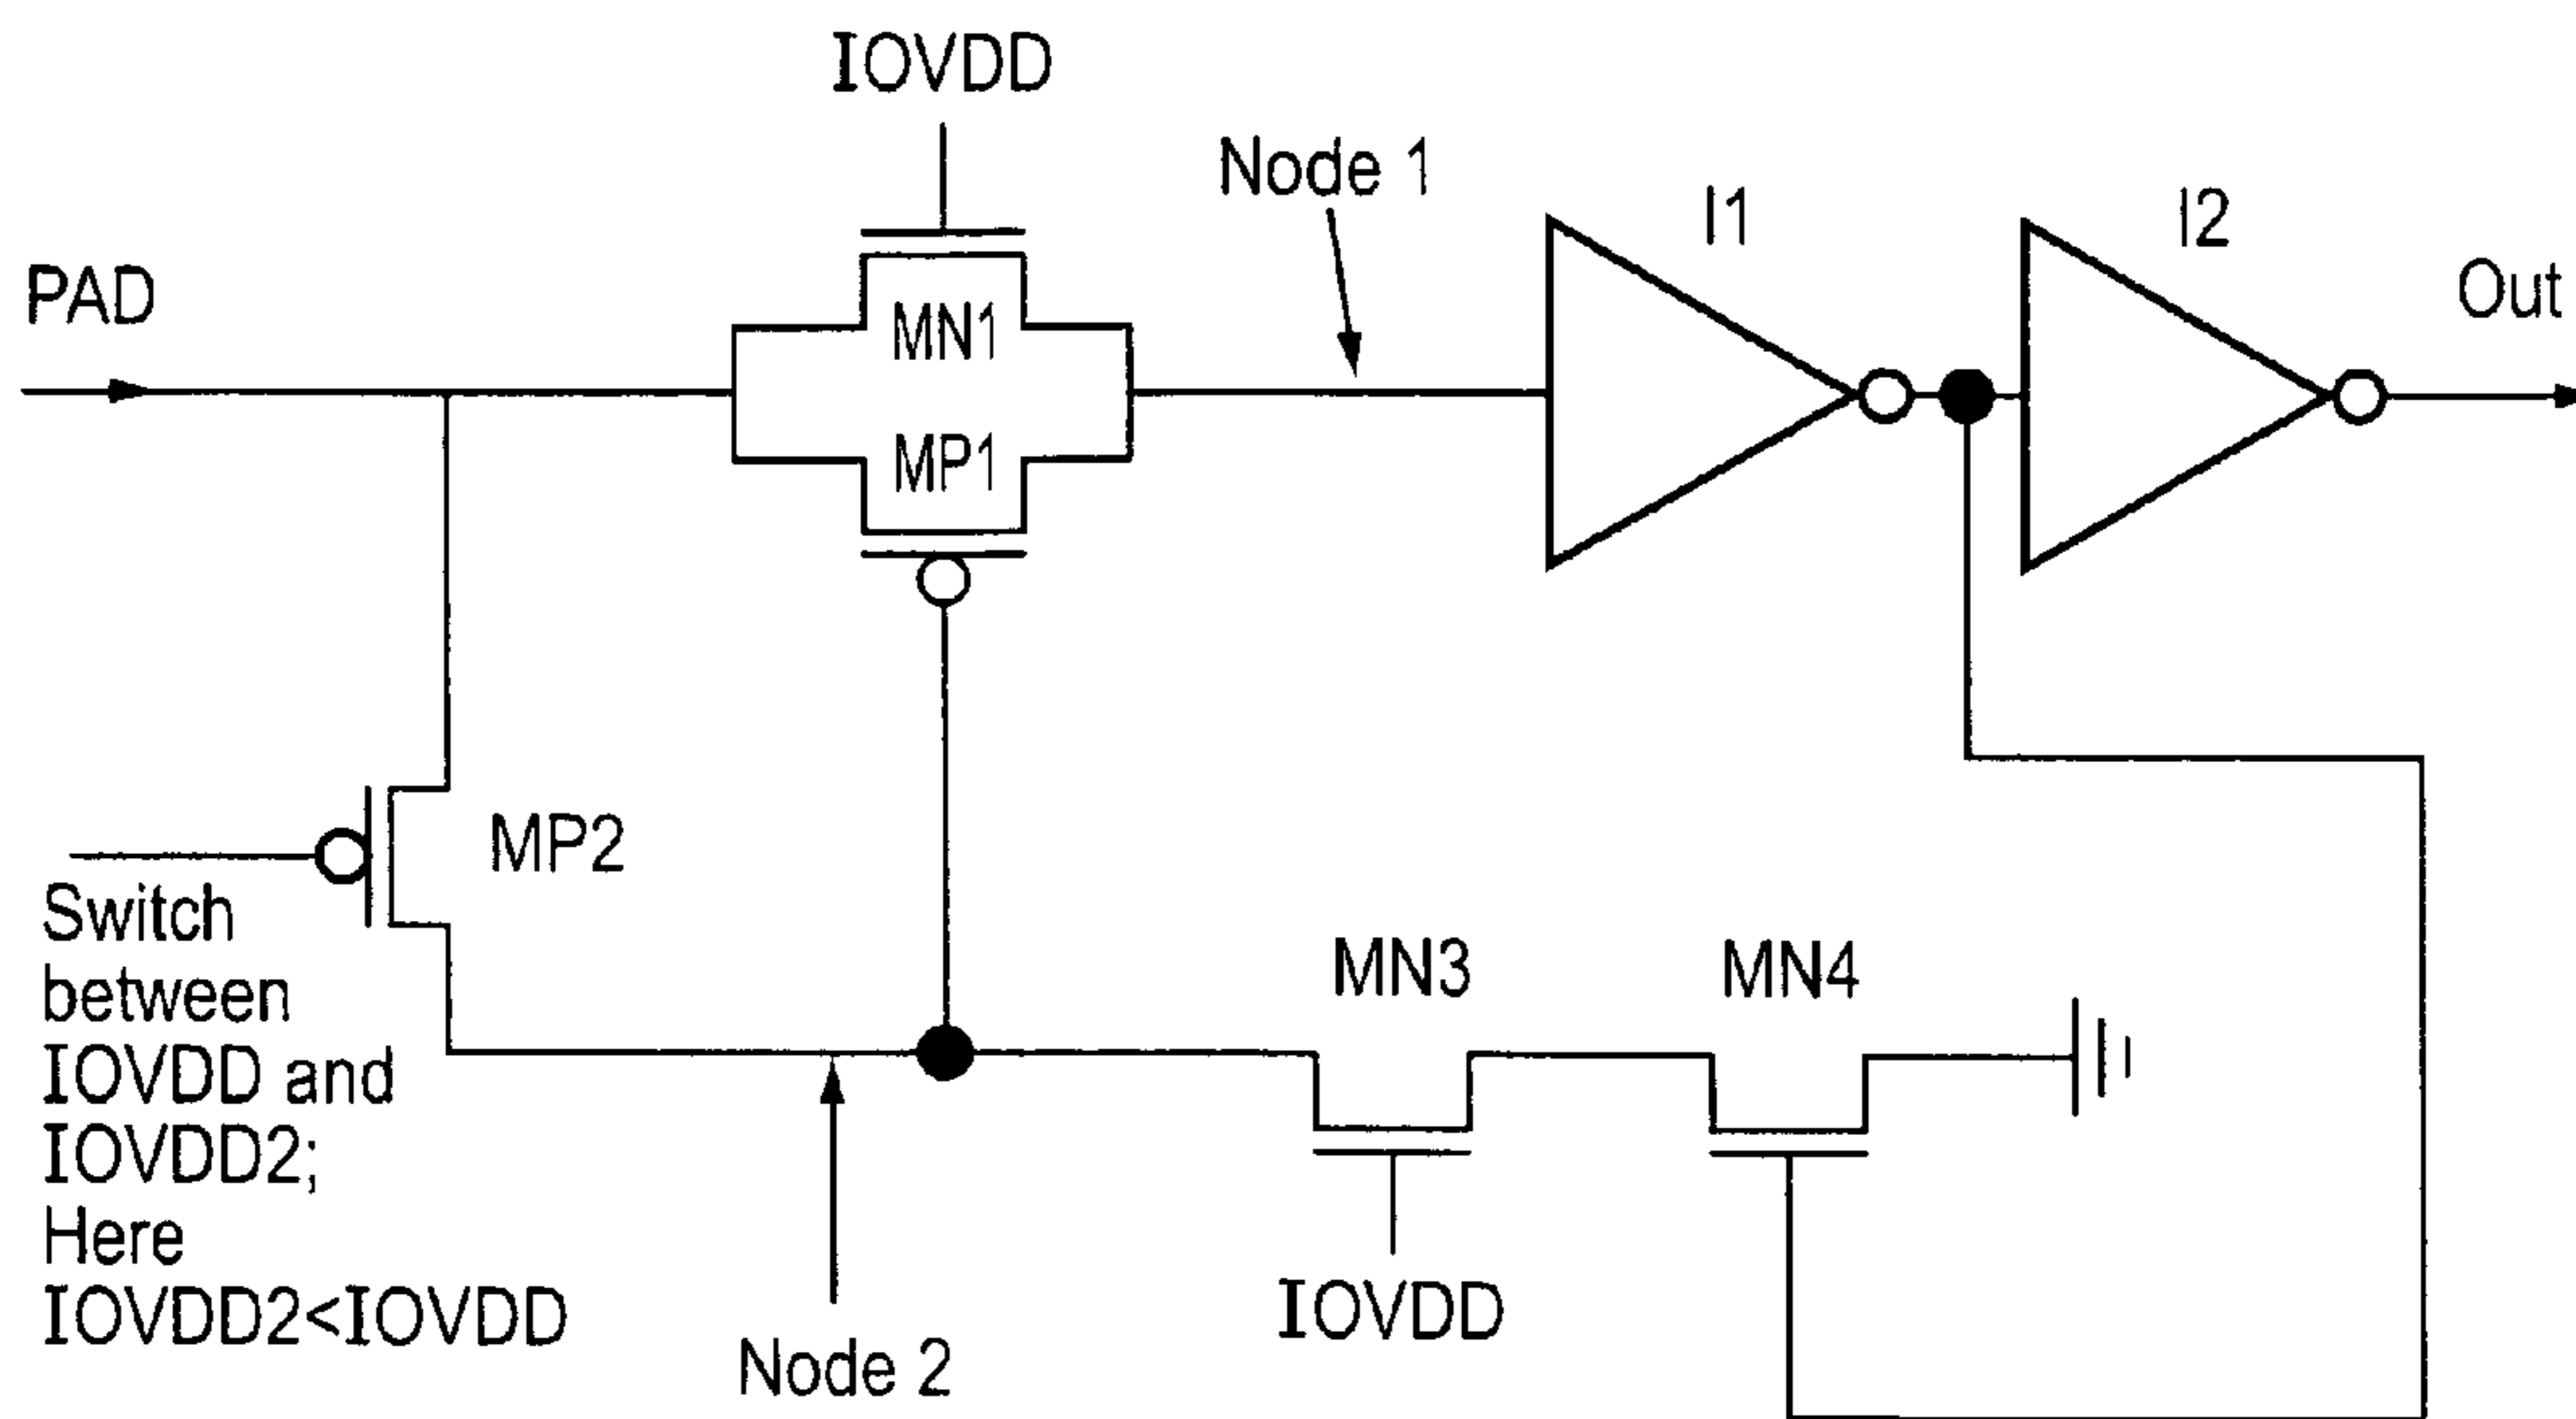 IOVDD
Node 1
I1
I2
PAD
Out
MN1
MP1
MP2
Switch
between
IOVDD and
IOVDD2;
Here
IOVDD2<IOVDD
MN3
MN4
IOVDD
Node 2